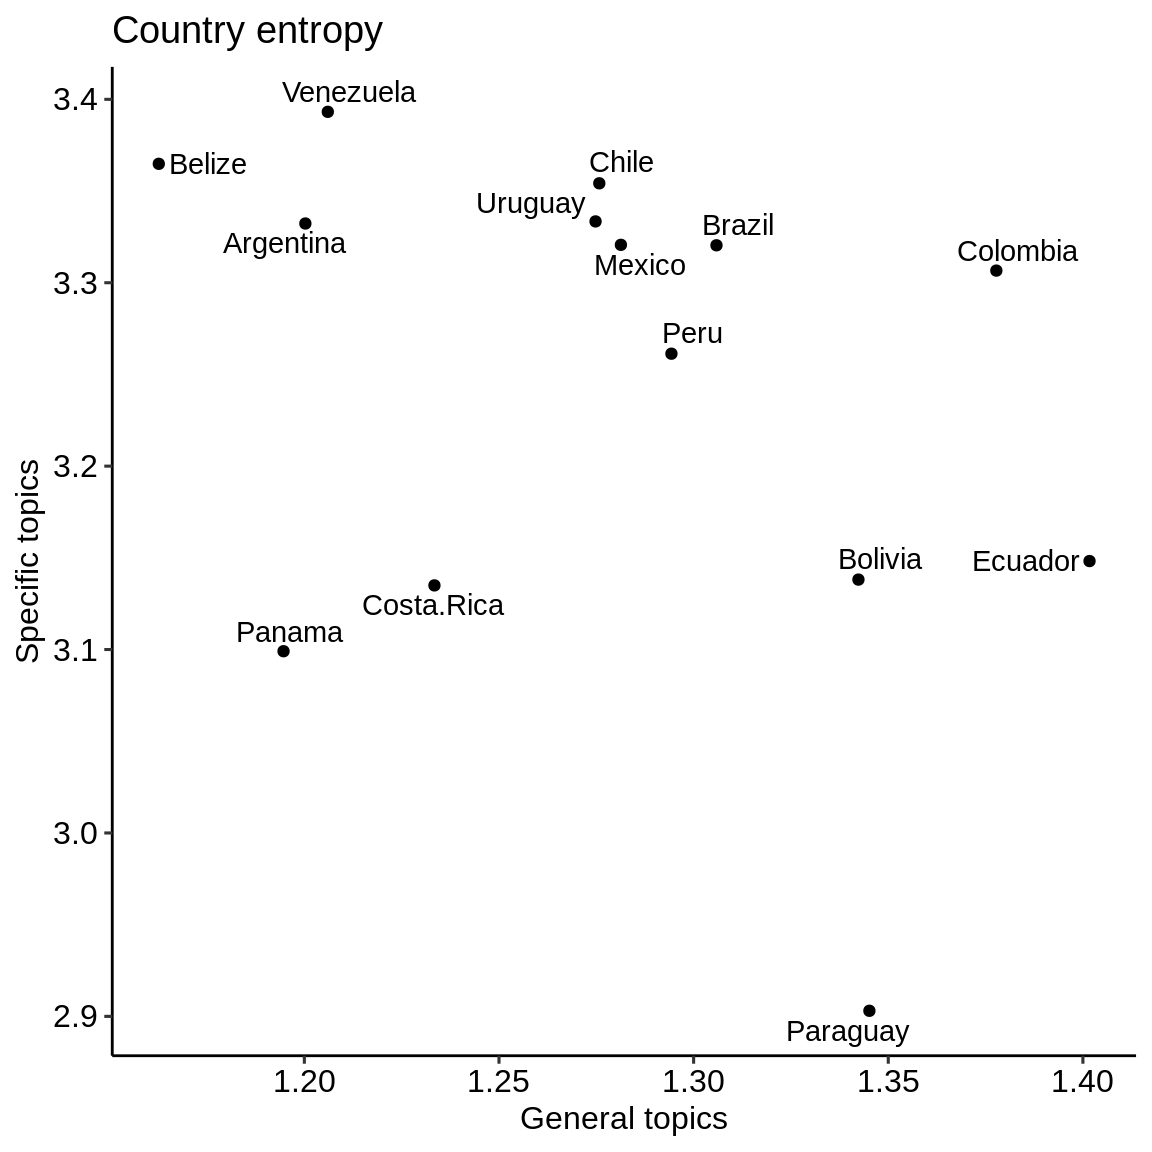 Country entropy
3.4
3.3
3.2
3.1
3.0
2.9
Specific topics
Venezuela
Belize
Chile
Uruguay
Argentina
Brazil
Mexico
Colombia
Peru
Bolivia
Ecuador
Costa.Rica
Panama
Paraguay
1.20 1.25 1.30 1.35 1.40
General topics